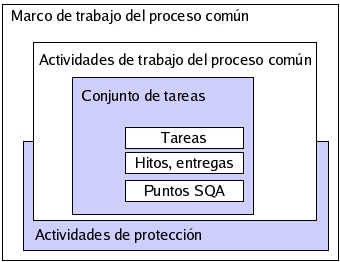 Marco de trabajo del proceso común
Actividades de trabajo del proceso común
Conjunto de tareas
Tareas
Hitos, entregas
Puntos SQA
Actividades de protección